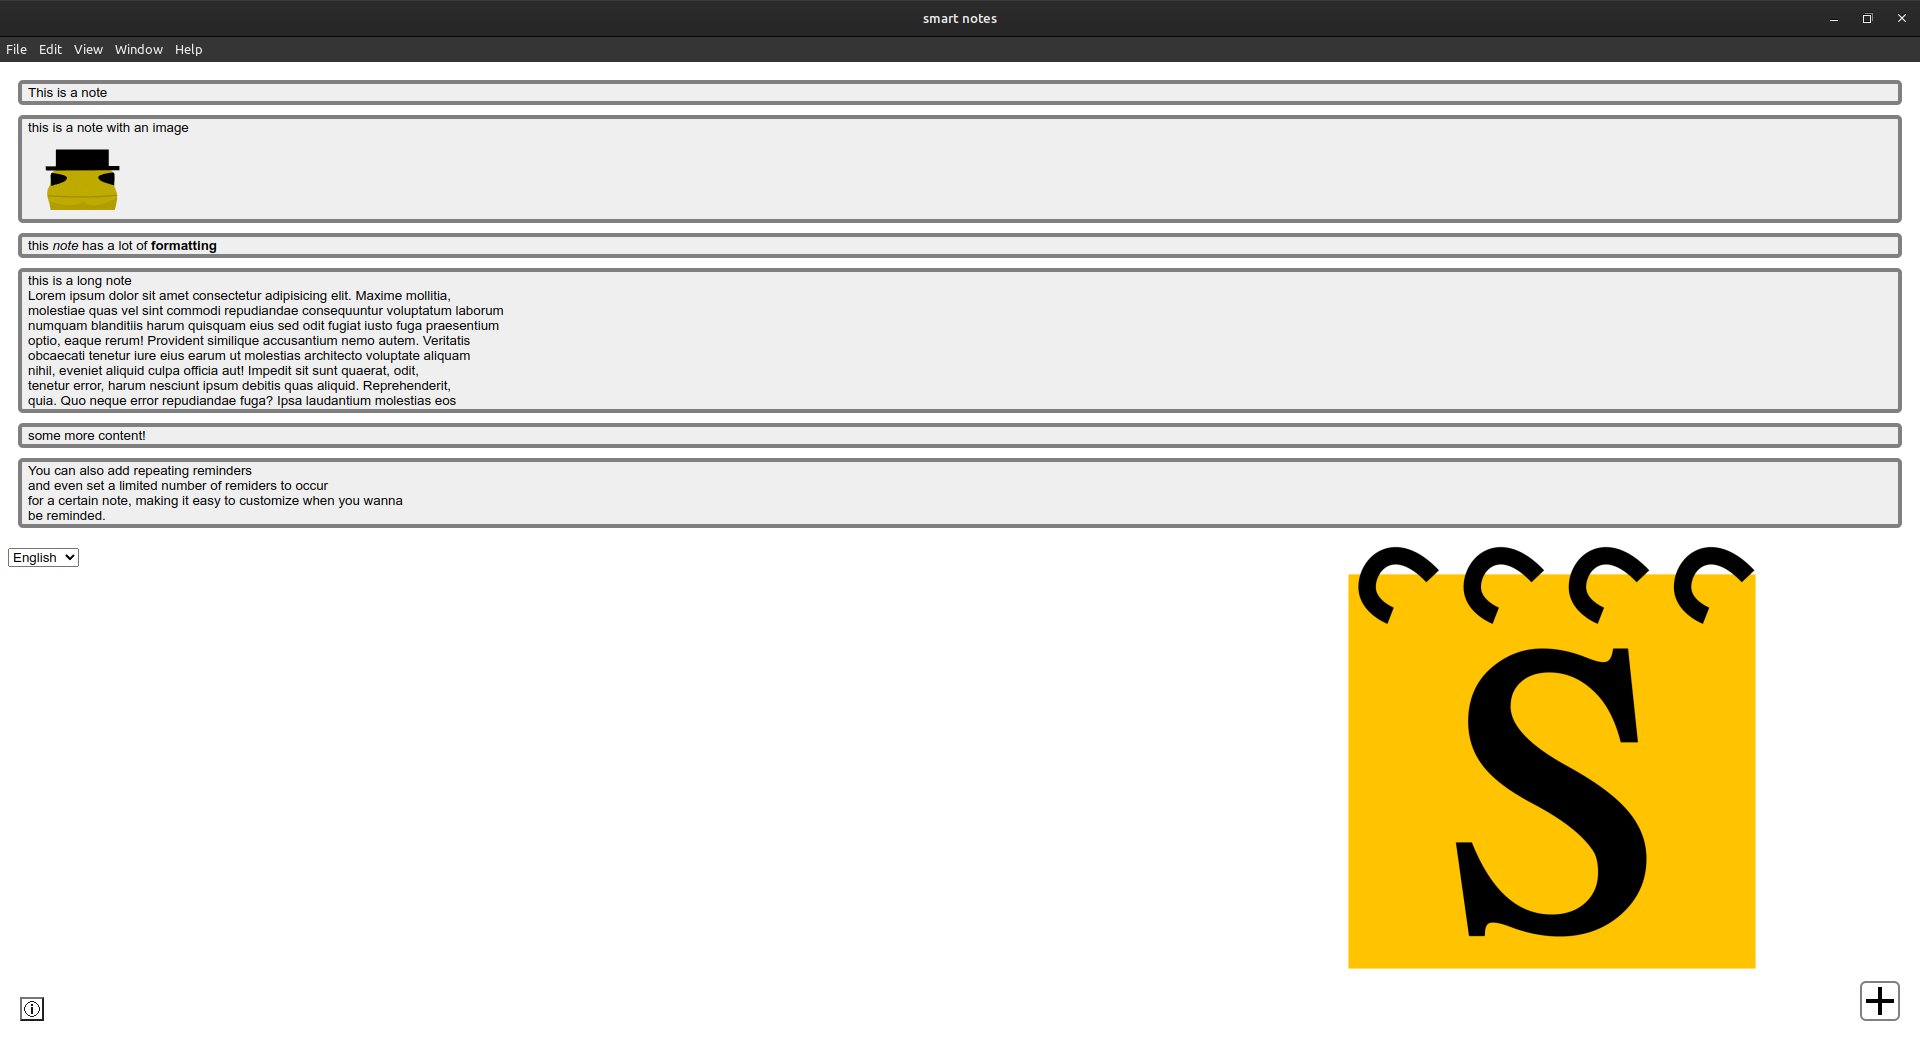 smart notes
File Edit View Window Help
This is a note
this is a note with an image
this note has a lot of formatting
this is a long note
Lorem ipsum dolor sit amet consectetur adipisicing elit. Maxime mollitia,
molestiae quas vel sint commodi repudiandae consequuntur voluptatum laborum
numquam blanditiis harum quisquam eius sed odit fugiat iusto fuga praesentium
optio, eaque rerum! Provident similique accusantium nemo autem. Veritatis
obcaecati tenetur iure eius earum ut molestias architecto voluptate aliquam
nihil, eveniet aliquid culpa officia aut! Impedit sit sunt quaerat, odit,
tenetur error, harum nesciunt ipsum debitis quas aliquid. Reprehenderit,
quia. Quo neque error repudiandae fuga? Ipsa laudantium molestias eos
some more content!
You can also add repeating reminders
and even set a limited number of remiders to occur
for a certain note, making it easy to customize when you wanna
be reminded.
English
S